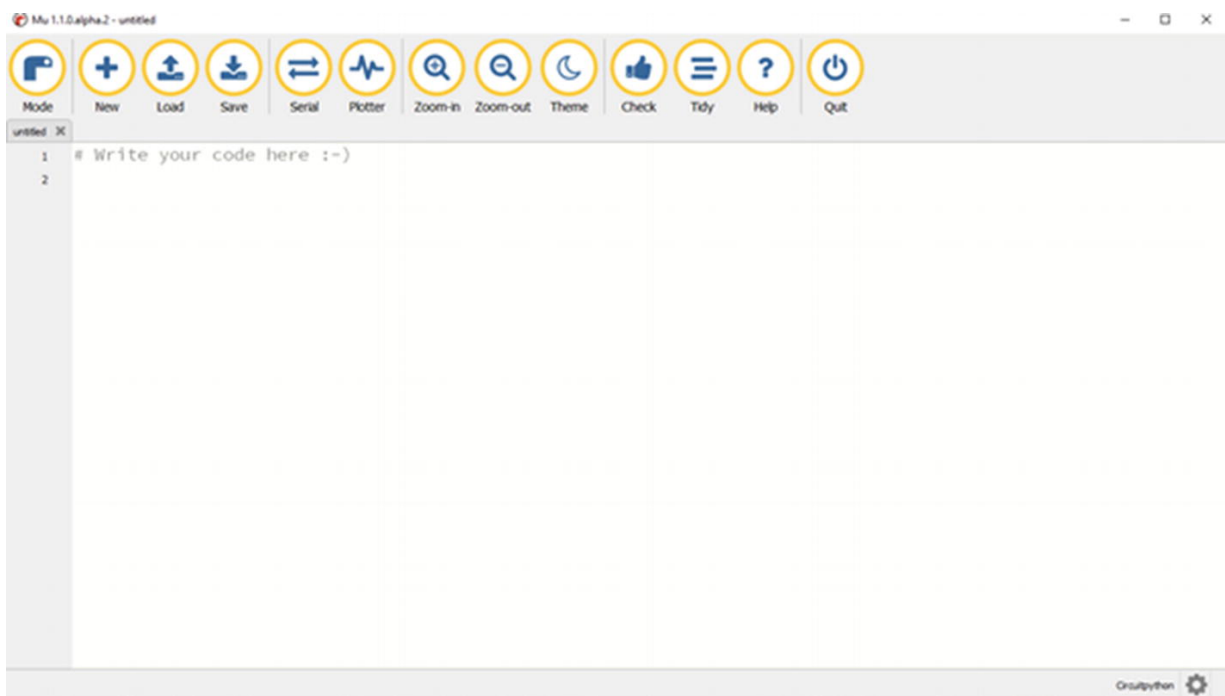 Mu 1.1.0.alpha.2 - untitled
Mode New Load Save Serial Plotter Zoom-in Zoom-out Theme Check Tidy Help Quit
untitled
1 # Write your code here :-)
2
Circuitpython